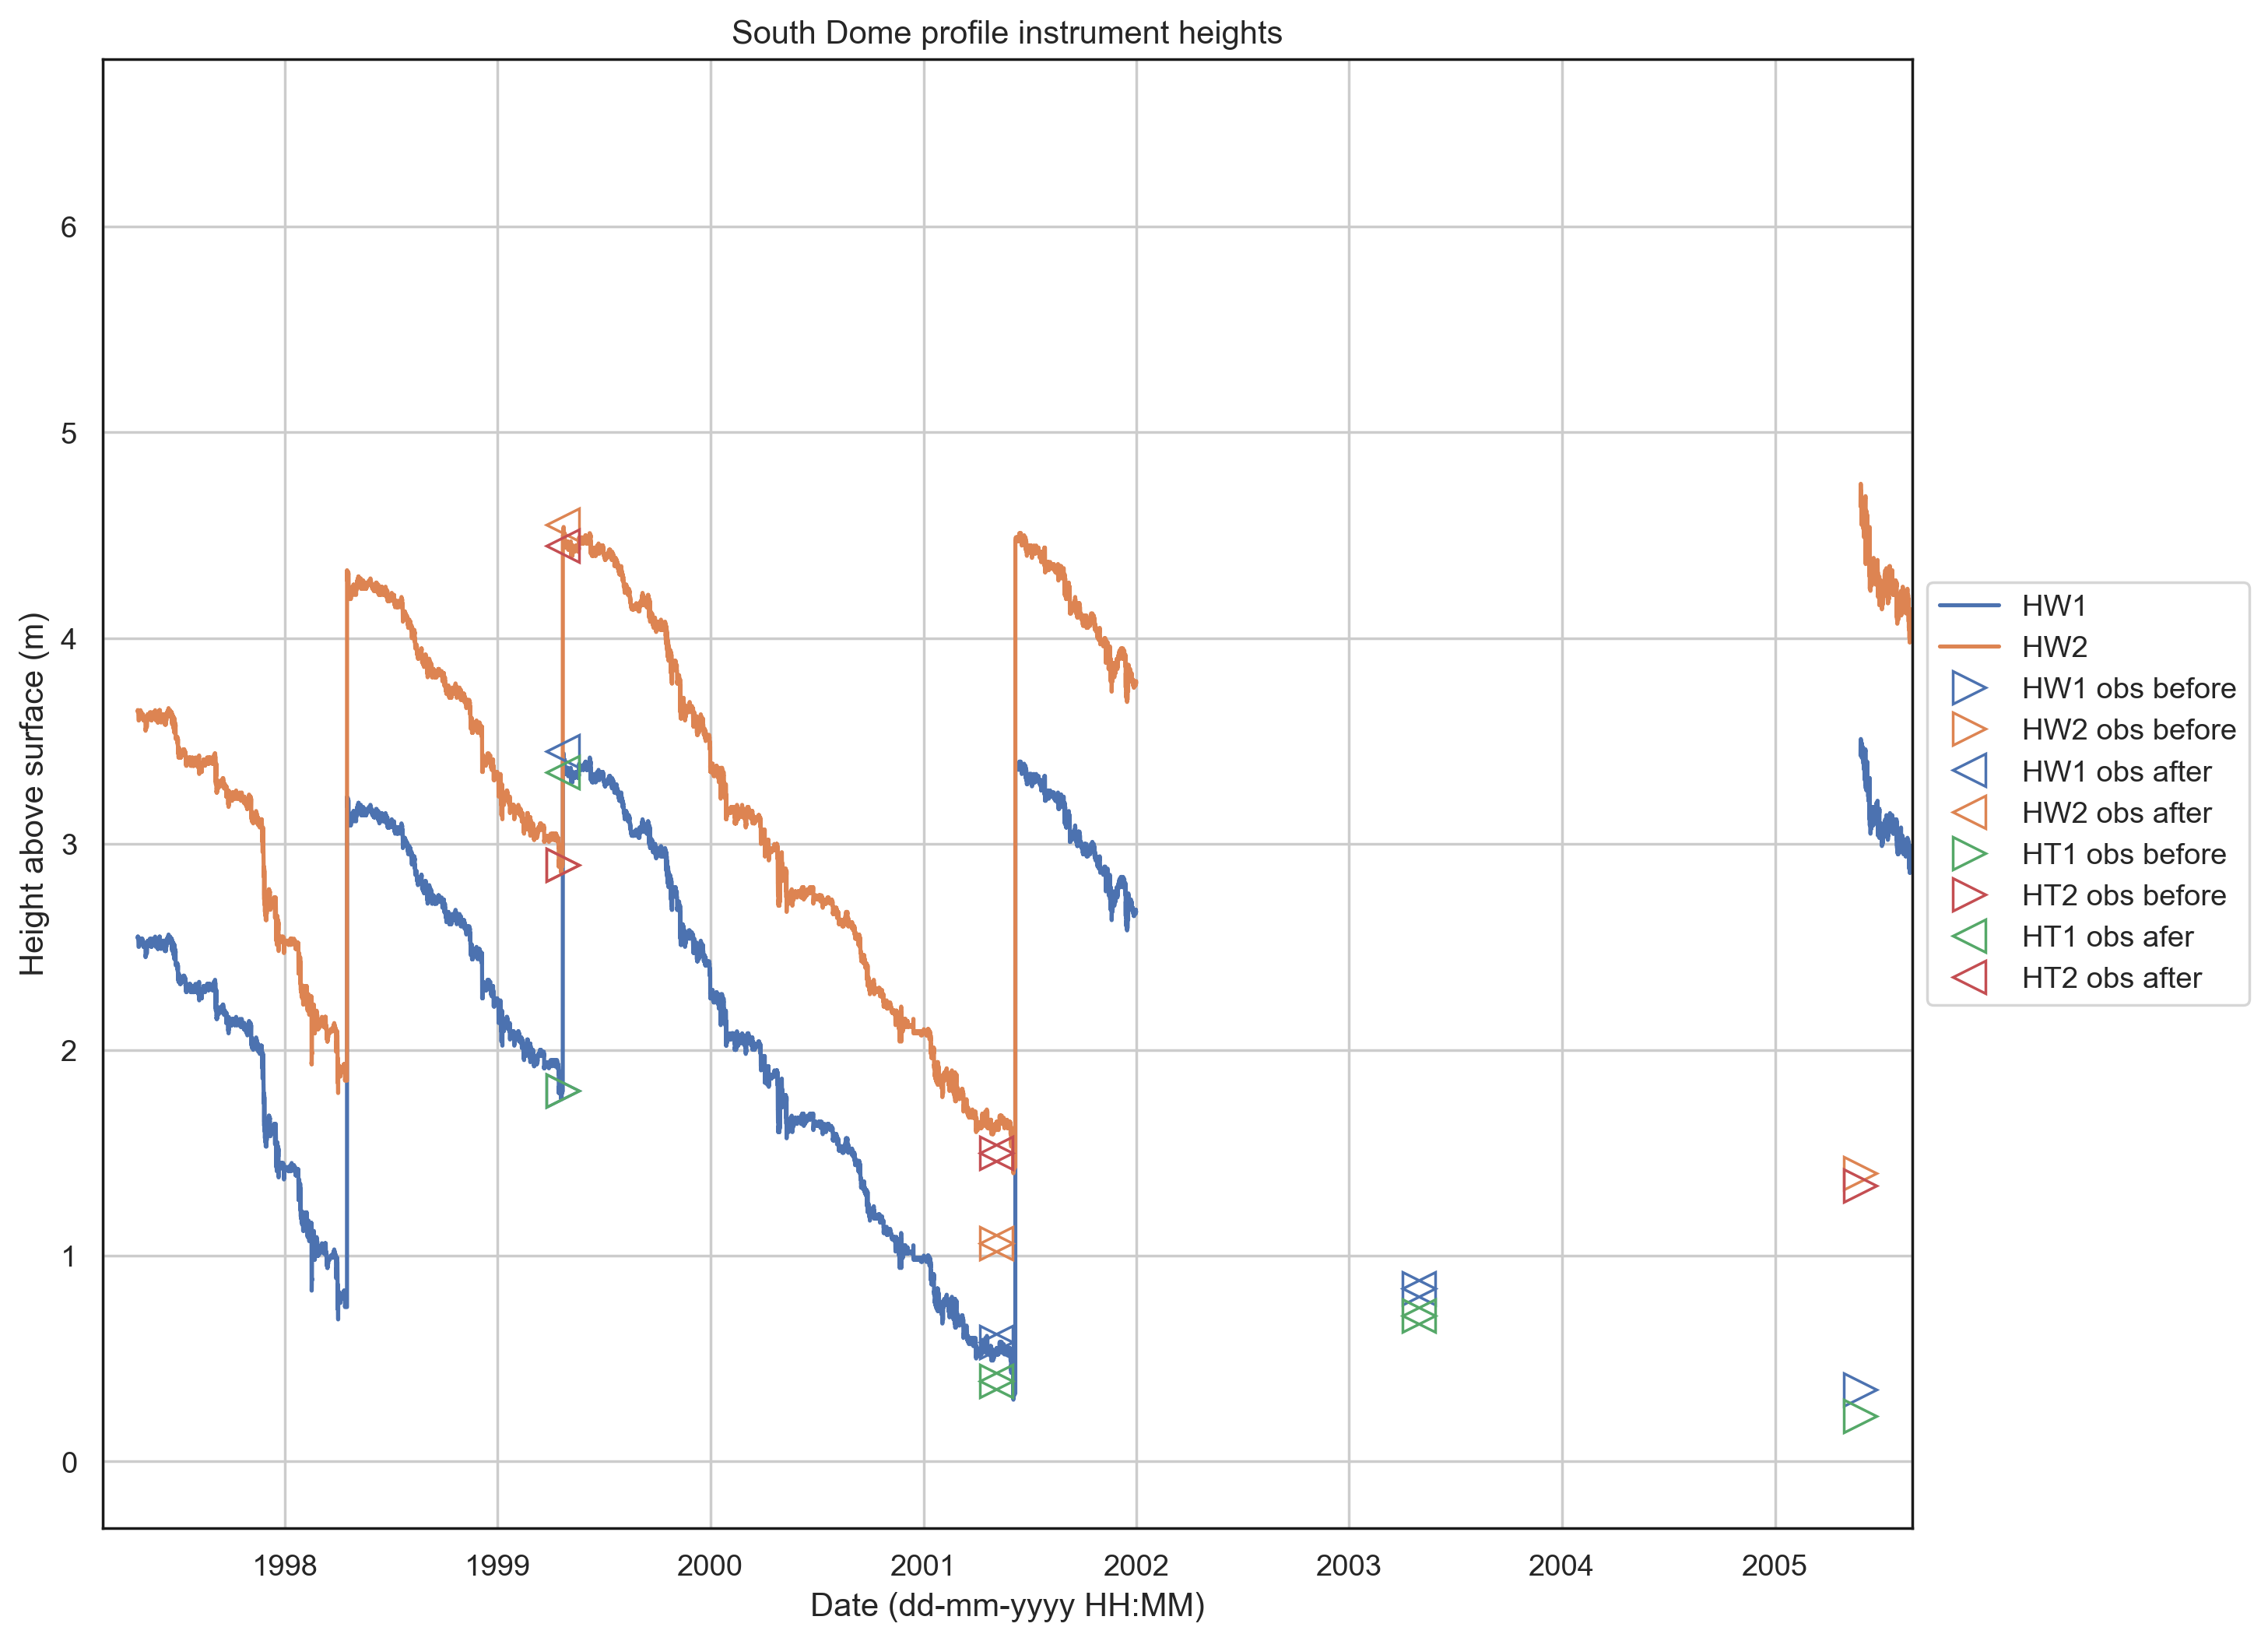 South Dome profile instrument heights
Height above surface (m)
6
5
4
3
2
1
0
1998 1999 2000 2001 2002 2003 2004 2005
Date (dd-mm-yyyy HH:MM)
HW1
HW2
HW1 obs before
HW2 obs before
HW1 obs after
HW2 obs after
HT1 obs before
HT2 obs before
HT1 obs afer
HT2 obs after